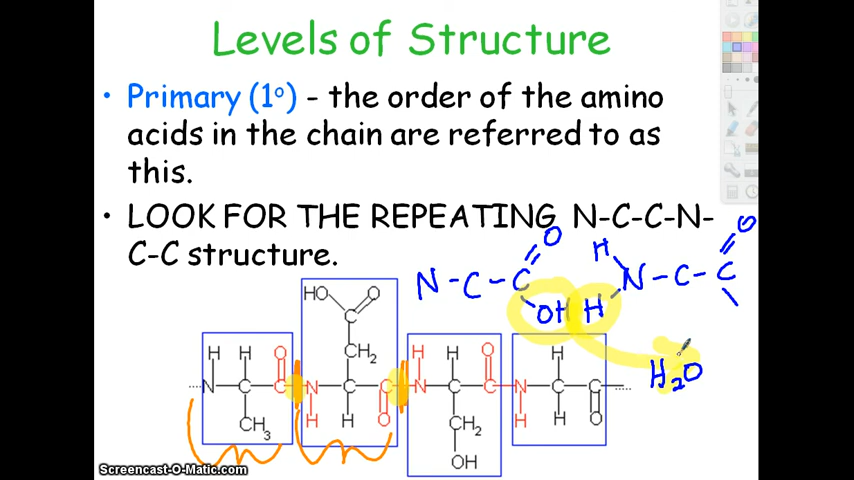 Levels of Structure
• Primary (1º) - the order of the amino
acids in the chain are referred to as
this.
• LOOK FOR THE REPEATING N-C-C-N-
C-C structure.
N - C - C O OH
H H N - C - C O
H2O
HO O C CH2
H H O
N C C
CH3
N C C
H H O
H H O
N C C
CH2
OH
H
N C C
H H O
Screencast-O-Matic.com